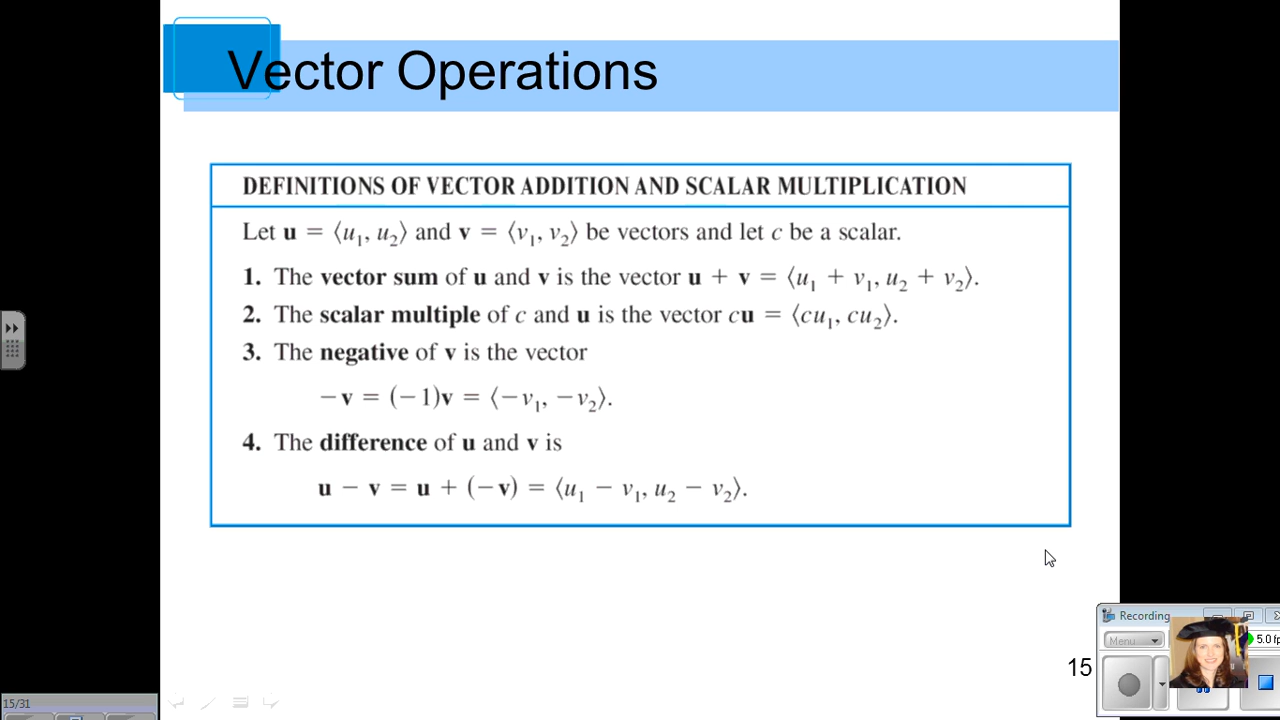 Vector Operations
DEFINITIONS OF VECTOR ADDITION AND SCALAR MULTIPLICATION
Let u = ⟨u₁, u₂⟩ and v = ⟨v₁, v₂⟩ be vectors and let c be a scalar.
1. The vector sum of u and v is the vector u + v = ⟨u₁ + v₁, u₂ + v₂⟩.
2. The scalar multiple of c and u is the vector cu = ⟨cu₁, cu₂⟩.
3. The negative of v is the vector
−v = (−1)v = ⟨−v₁, −v₂⟩.
4. The difference of u and v is
u − v = u + (−v) = ⟨u₁ − v₁, u₂ − v₂⟩.
Recording
Menu
5.0
15
15/31